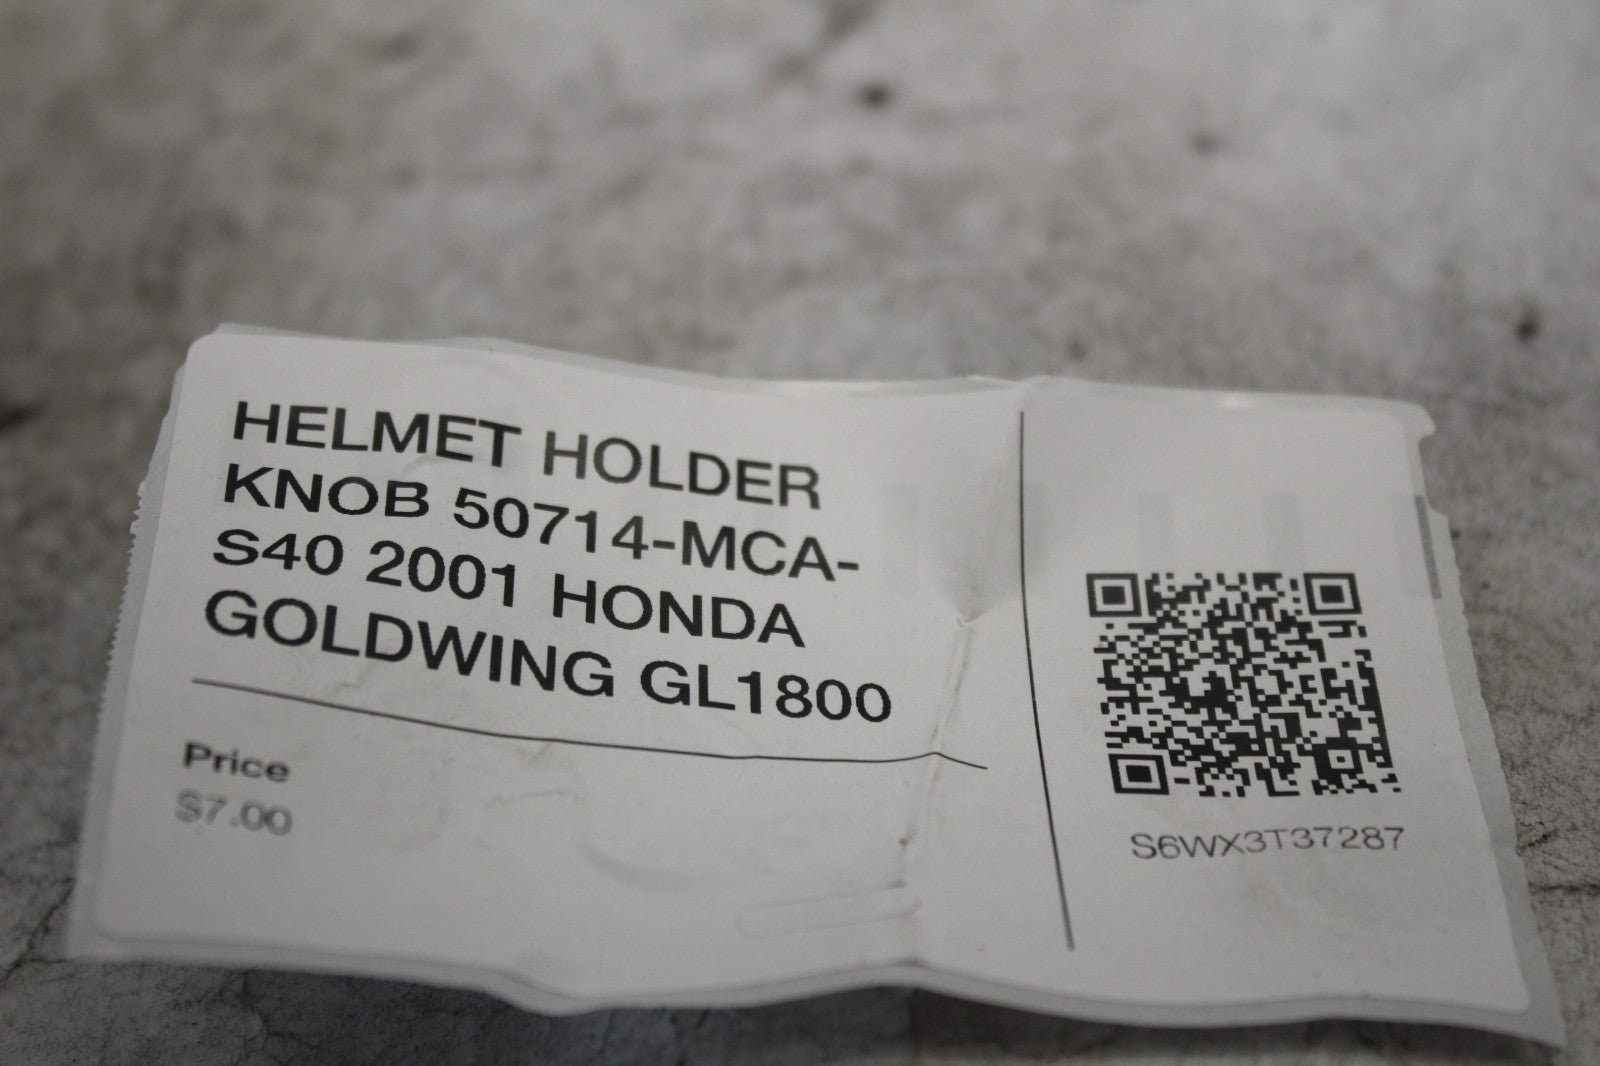 HELMET HOLDER
KNOB 50714-MCA-
S40 2001 HONDA
GOLDWING GL1800
Price
$7.00
S6WX3T37287